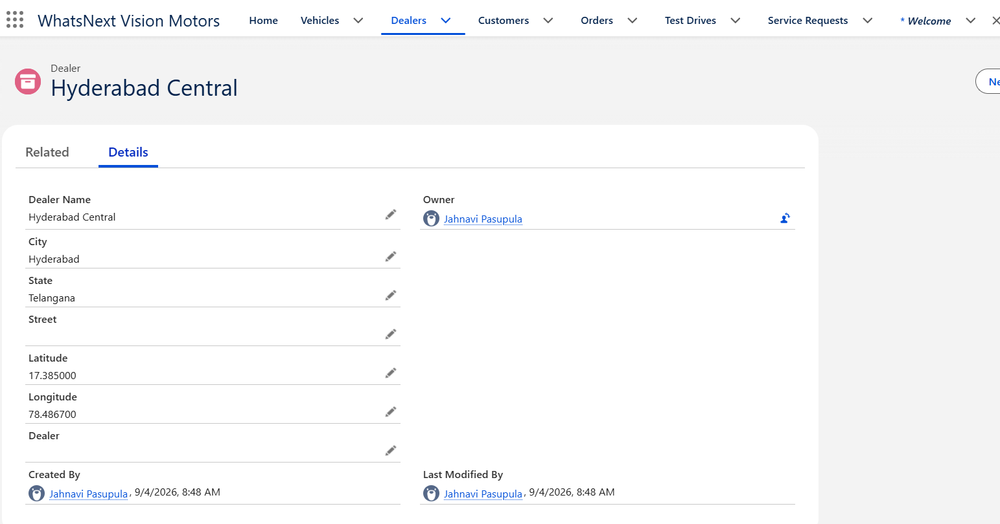 WhatsNext Vision Motors Home Vehicles Dealers Customers Orders Test Drives Service Requests * Welcome
Dealer
Hyderabad Central
Related Details
Dealer Name
Hyderabad Central
Owner
Jahnavi Pasupula
City
Hyderabad
State
Telangana
Street
Latitude
17.385000
Longitude
78.486700
Dealer
Created By
Jahnavi Pasupula, 9/4/2026, 8:48 AM
Last Modified By
Jahnavi Pasupula, 9/4/2026, 8:48 AM